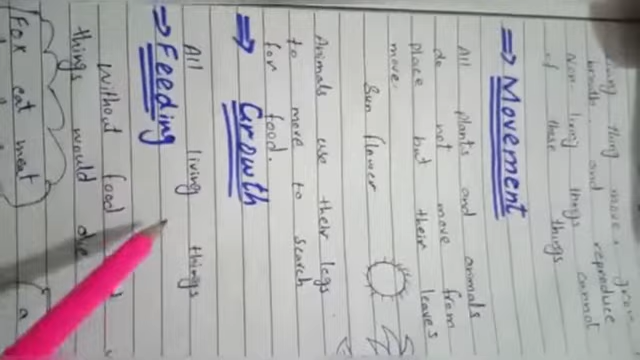 living thing move, grow
breath and reproduce
Non-living things cannot
of these things
⇒ Movement
All plants and animals
do not move from
place but their leaves
move.
Sun flower
Animals use their legs
to move to search
for food.
⇒ Growth
All living things
⇒ Feeding
Without food
things would die
Fox eat meat
a